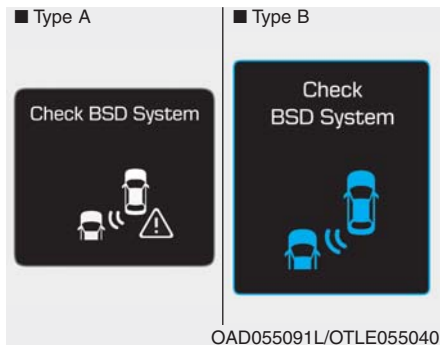 ■ Type A
Check BSD System
■ Type B
Check
BSD System
OAD055091L/OTLE055040